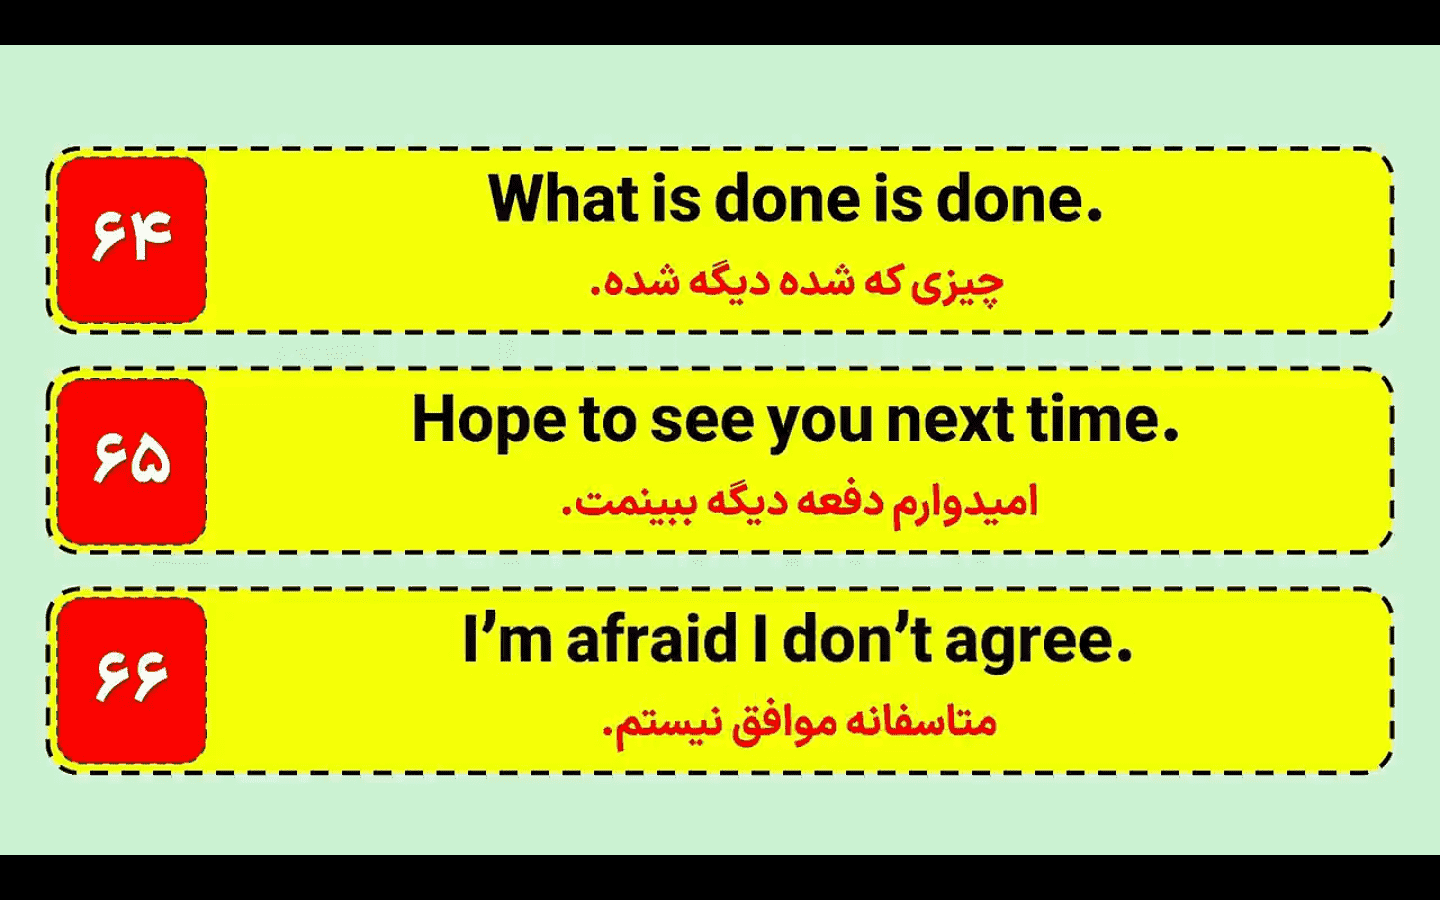 ۶۴
What is done is done.
چیزی که شده دیگه شده.
۶۵
Hope to see you next time.
امیدوارم دفعه دیگه ببینمت.
۶۶
I’m afraid I don’t agree.
متاسفانه موافق نیستم.